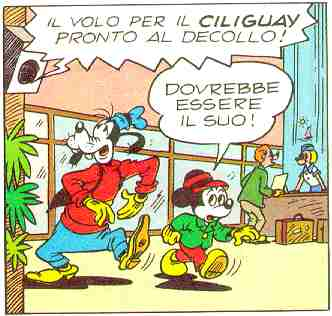 IL VOLO PER IL CILIGUAY
PRONTO AL DECOLLO!
DOVREBBE
ESSERE
IL SUO!